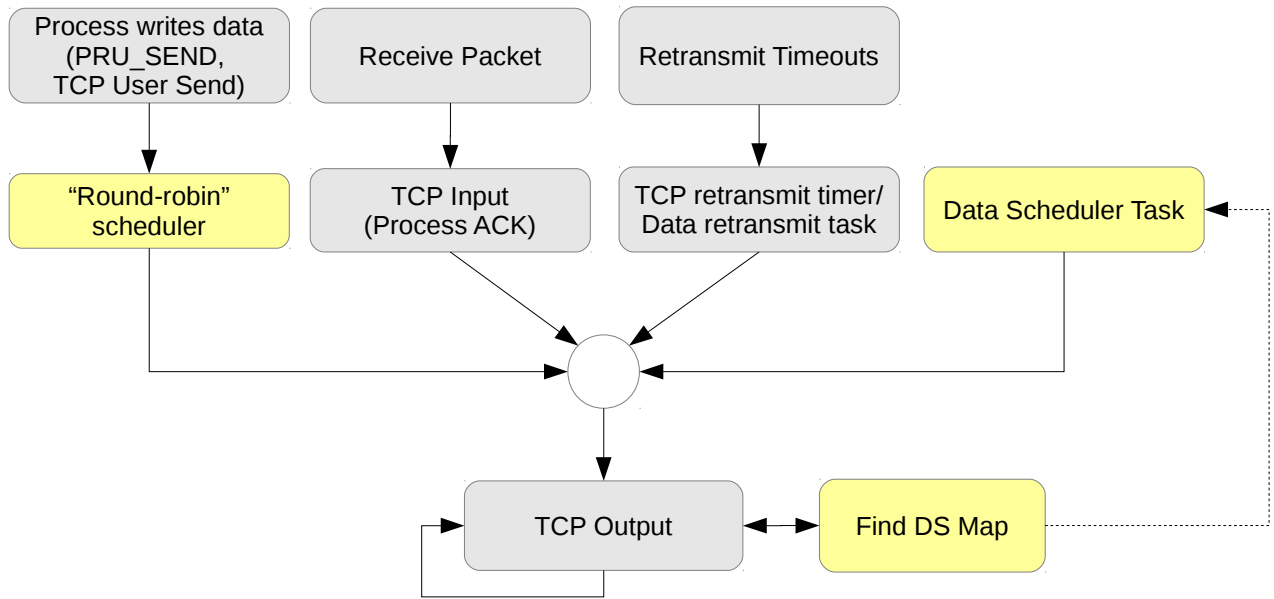 Process writes data
(PRU_SEND,
TCP User Send)
Receive Packet
Retransmit Timeouts
“Round-robin”
scheduler
TCP Input
(Process ACK)
TCP retransmit timer/
Data retransmit task
Data Scheduler Task
TCP Output
Find DS Map